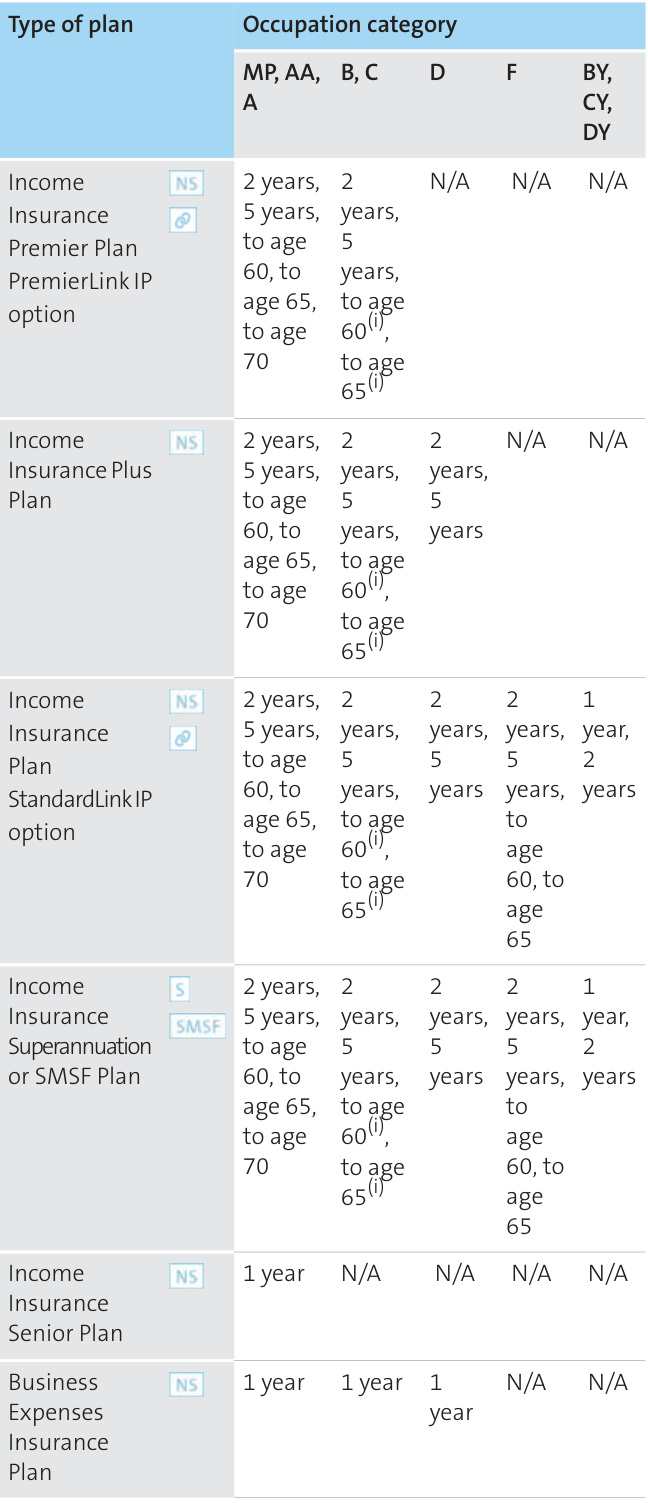 Type of plan Occupation category
MP, AA, A B, C D F BY, CY, DY
Income Insurance Premier Plan PremierLink IP option NS 2 years, 5 years, to age 60, to age 65, to age 70 2 years, 5 years, to age 60(i), to age 65(i) N/A N/A N/A
Income Insurance Plus Plan NS 2 years, 5 years, to age 60, to age 65, to age 70 2 years, 5 years, to age 60(i), to age 65(i) 2 years, 5 years N/A N/A
Income Insurance Plan StandardLink IP option NS 2 years, 5 years, to age 60, to age 65, to age 70 2 years, 5 years, to age 60(i), to age 65(i) 2 years, 5 years 2 years, 5 years, to age 60, to age 65 1 year, 2 years
Income Insurance Superannuation or SMSF Plan S SMSF 2 years, 5 years, to age 60, to age 65, to age 70 2 years, 5 years, to age 60(i), to age 65(i) 2 years, 5 years 2 years, 5 years, to age 60, to age 65 1 year, 2 years
Income Insurance Senior Plan NS 1 year N/A N/A N/A N/A
Business Expenses Insurance Plan NS 1 year 1 year 1 year N/A N/A